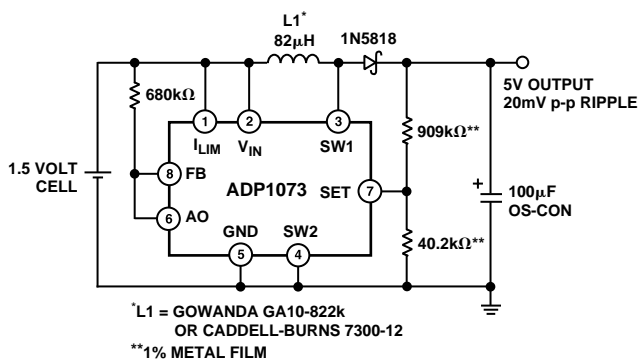 L1*
82µH
1N5818
5V OUTPUT
20mV p-p RIPPLE
680kΩ
909kΩ**
1
2
3
ILIM
VIN
SW1
1.5 VOLT
CELL
8
FB
ADP1073
SET
7
6
AO
+
100µF
OS-CON
GND
SW2
40.2kΩ**
5
4
*L1 = GOWANDA GA10-822k
OR CADDELL-BURNS 7300-12
**1% METAL FILM